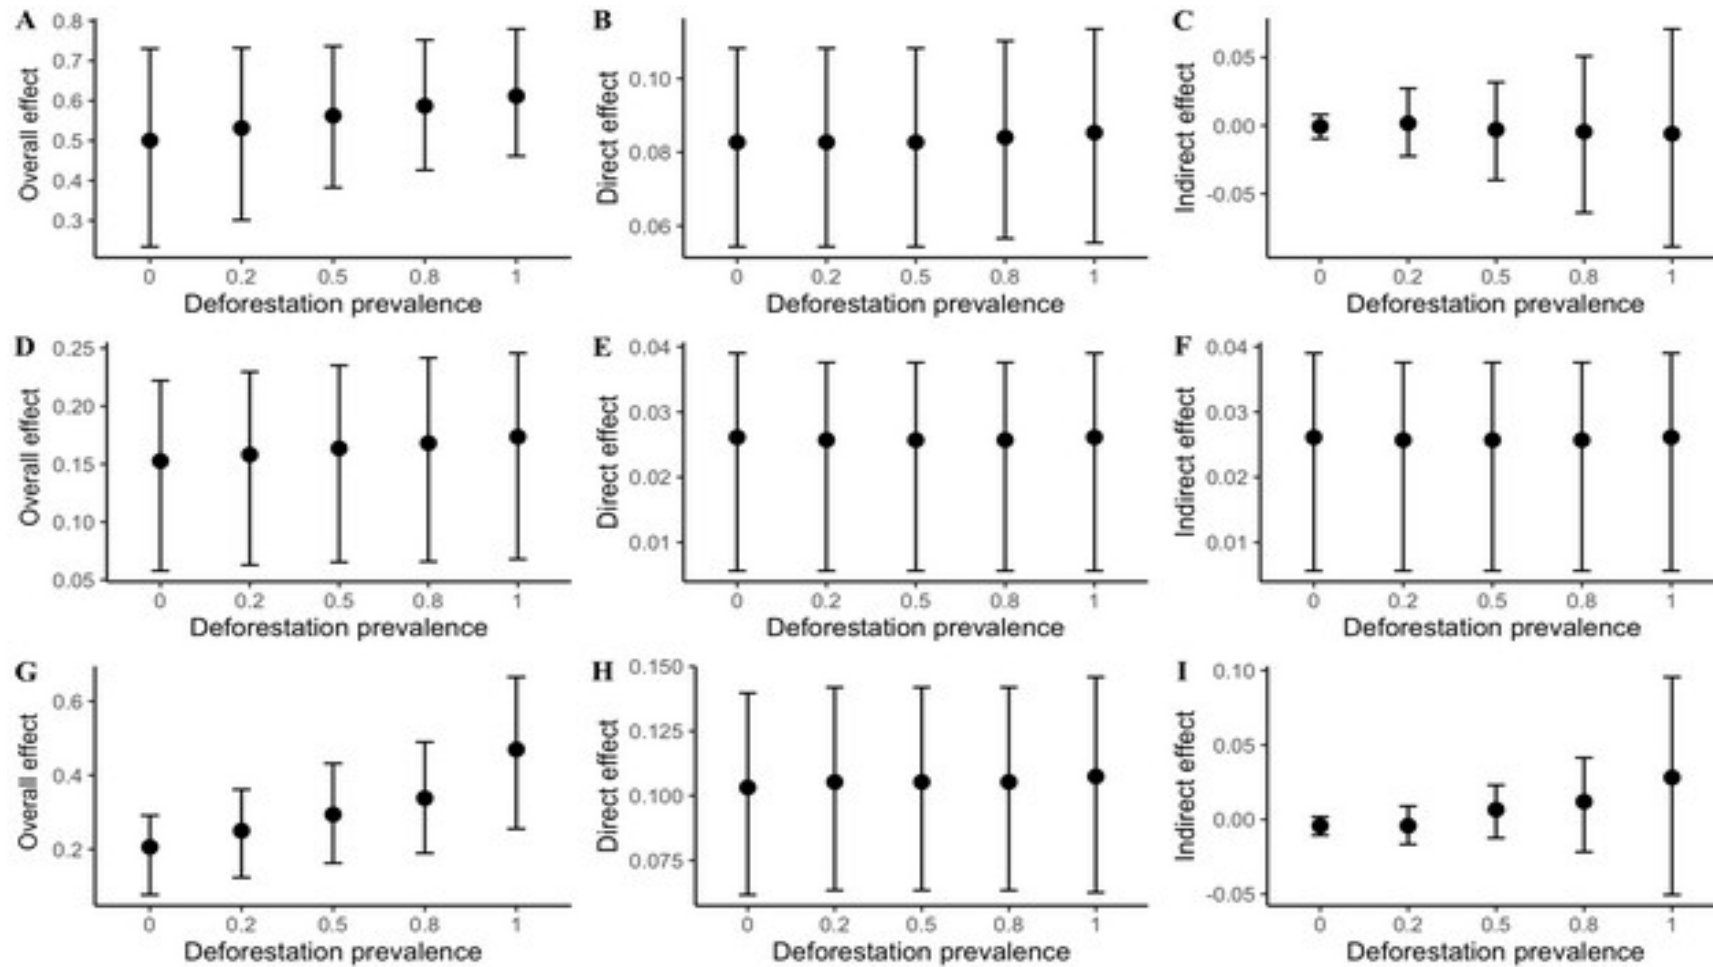 A
Overall effect
0.8
0.7
0.6
0.5
0.4
0.3
0 0.2 0.5 0.8 1
Deforestation prevalence
B
Direct effect
0.10
0.08
0.06
0 0.2 0.5 0.8 1
Deforestation prevalence
C
Indirect effect
0.05
0.00
-0.05
0 0.2 0.5 0.8 1
Deforestation prevalence
D
Overall effect
0.25
0.20
0.15
0.10
0.05
0 0.2 0.5 0.8 1
Deforestation prevalence
E
Direct effect
0.04
0.03
0.02
0.01
0 0.2 0.5 0.8 1
Deforestation prevalence
F
Indirect effect
0.04
0.03
0.02
0.01
0 0.2 0.5 0.8 1
Deforestation prevalence
G
Overall effect
0.6
0.4
0.2
0 0.2 0.5 0.8 1
Deforestation prevalence
H
Direct effect
0.150
0.125
0.100
0.075
0 0.2 0.5 0.8 1
Deforestation prevalence
I
Indirect effect
0.10
0.05
0.00
-0.05
0 0.2 0.5 0.8 1
Deforestation prevalence